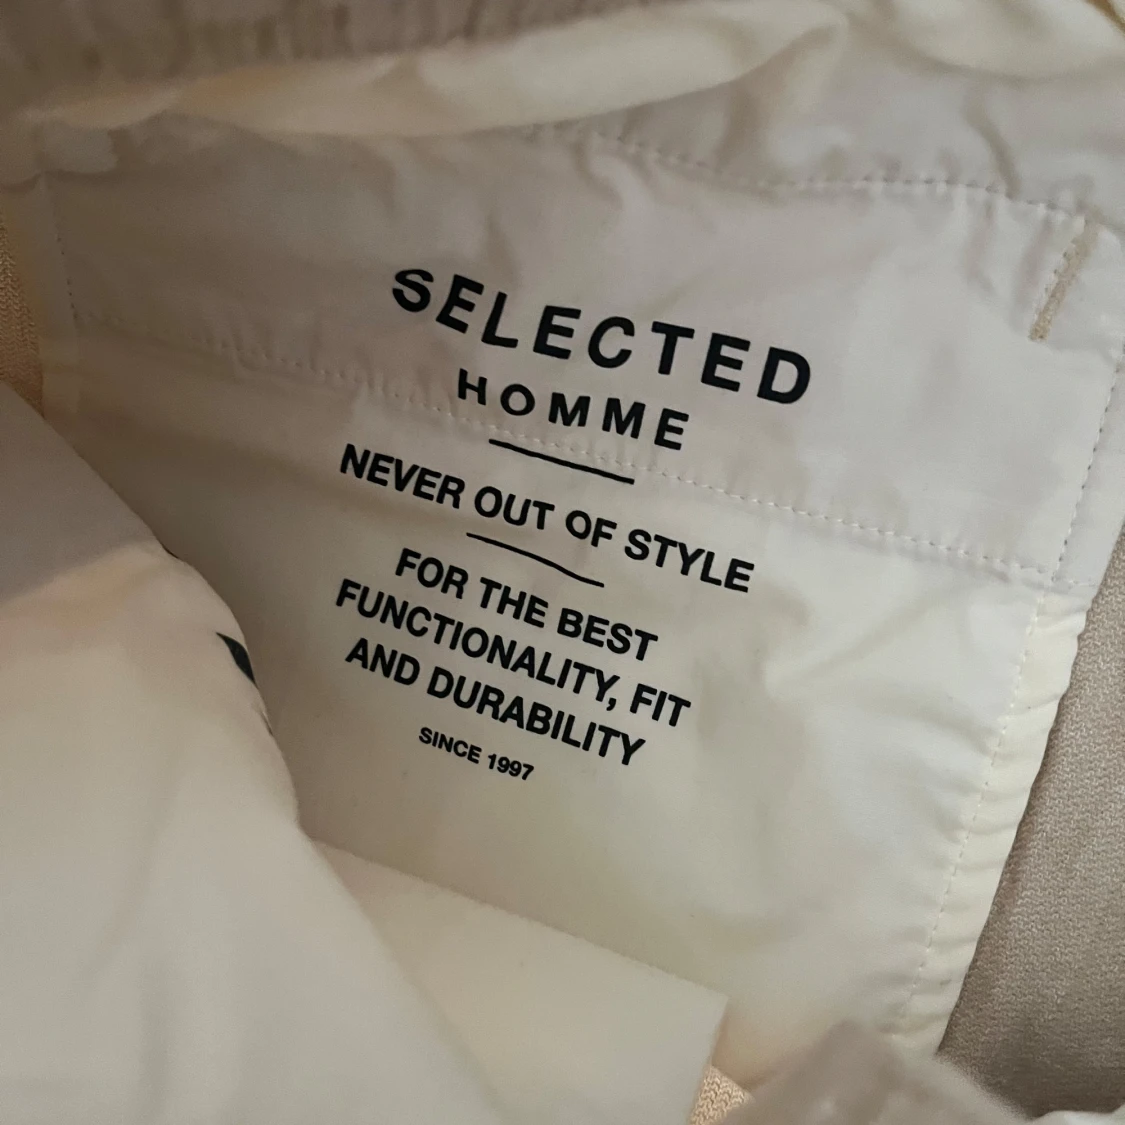 SELECTED
HOMME
NEVER OUT OF STYLE
FOR THE BEST
FUNCTIONALITY, FIT
AND DURABILITY
SINCE 1997